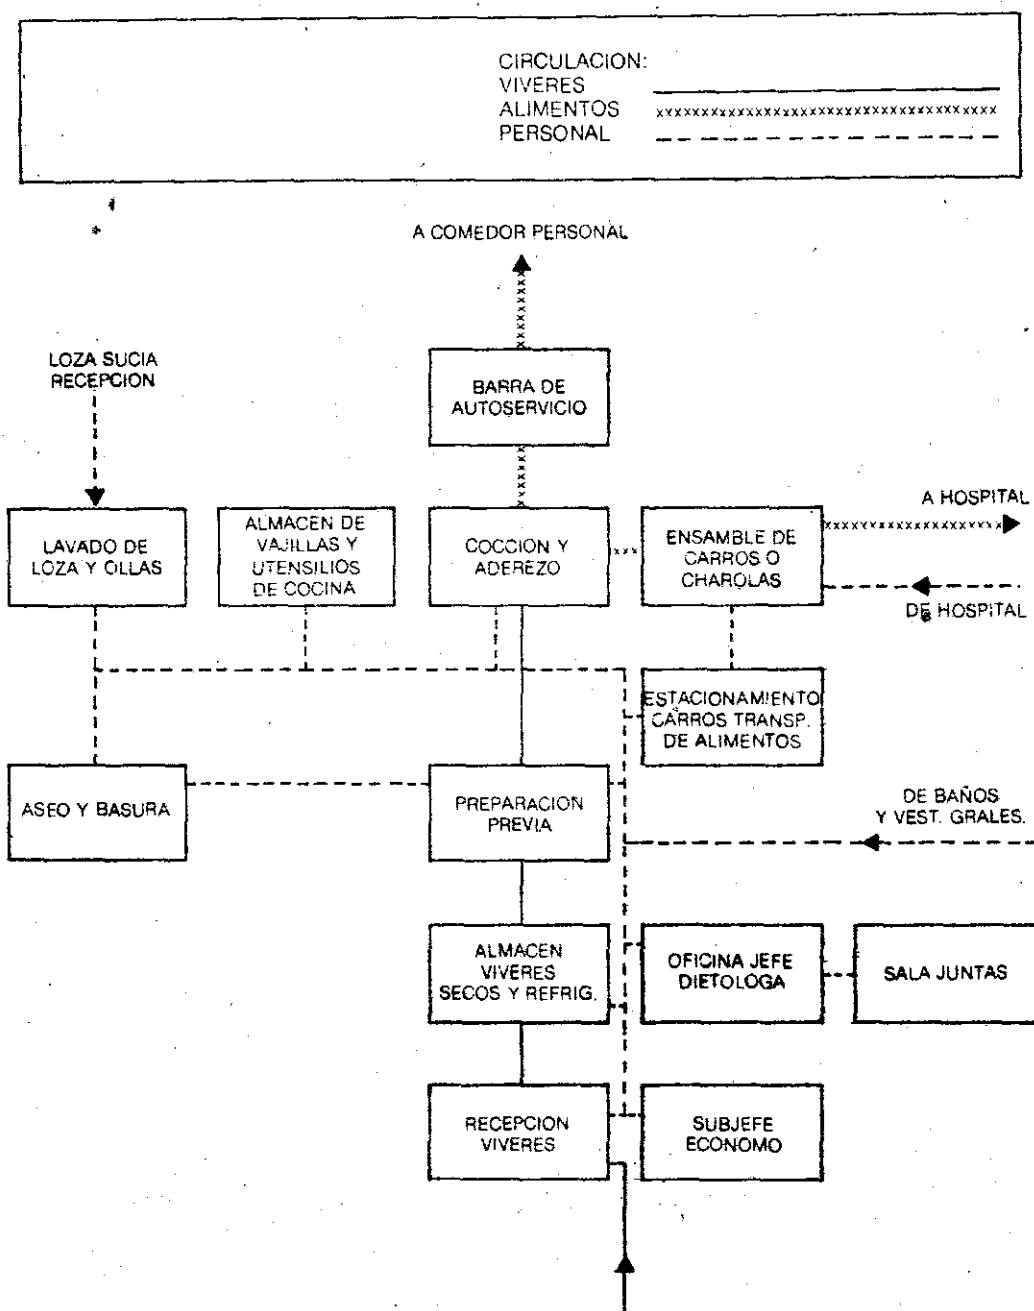 CIRCULACION:
VIVERES
ALIMENTOS
PERSONAL
A COMEDOR PERSONAL
LOZA SUCIA
RECEPCION
BARRA DE
AUTOSERVICIO
A HOSPITAL
LAVADO DE
LOZA Y OLLAS
ALMACEN DE
VAJILLAS Y
UTENSILIOS
DE COCINA
COCCION Y
ADEREZO
ENSAMBLE DE
CARROS O
CHAROLAS
DE HOSPITAL
ESTACIONAMIENTO
CARROS TRANSP.
DE ALIMENTOS
ASEO Y BASURA
PREPARACION
PREVIA
DE BAÑOS
Y VEST. GRALES.
ALMACEN
VIVERES
SECOS Y REFRIG.
OFICINA JEFE
DIETOLOGA
SALA JUNTAS
RECEPCION
VIVERES
SUBJEFE
ECONOMO